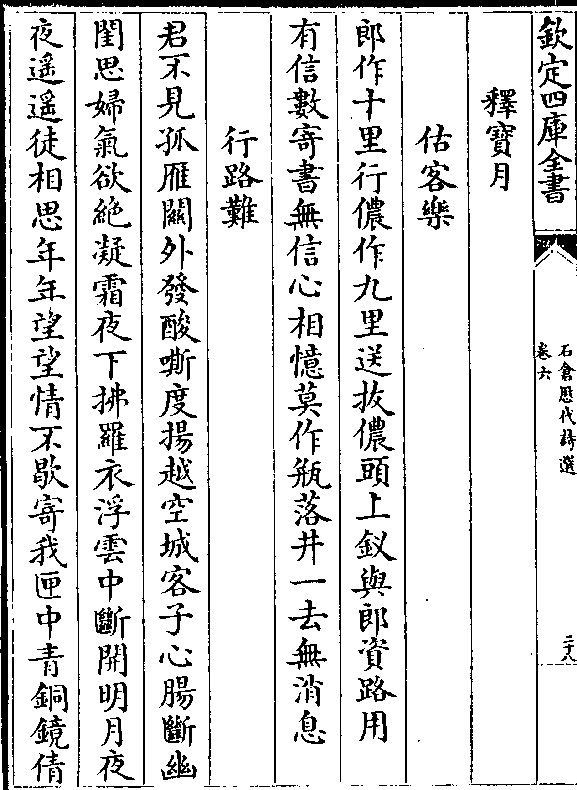 欽定四庫全書
石倉歴代詩選
卷六
二十八
釋寶月
估客樂
郎作十里行儂作九里送拔儂頭上釵與郎資路用
有信數寄書無信心相憶莫作瓶落井一去無消息
行路難
君不見孤雁關外發酸嘶度揚越空城客子心腸斷幽
閨思婦氣欲絶凝霜夜下拂羅衣浮雲中斷開明月夜
夜遥遥徒相思年年望望情不歇寄我匣中青銅鏡倩